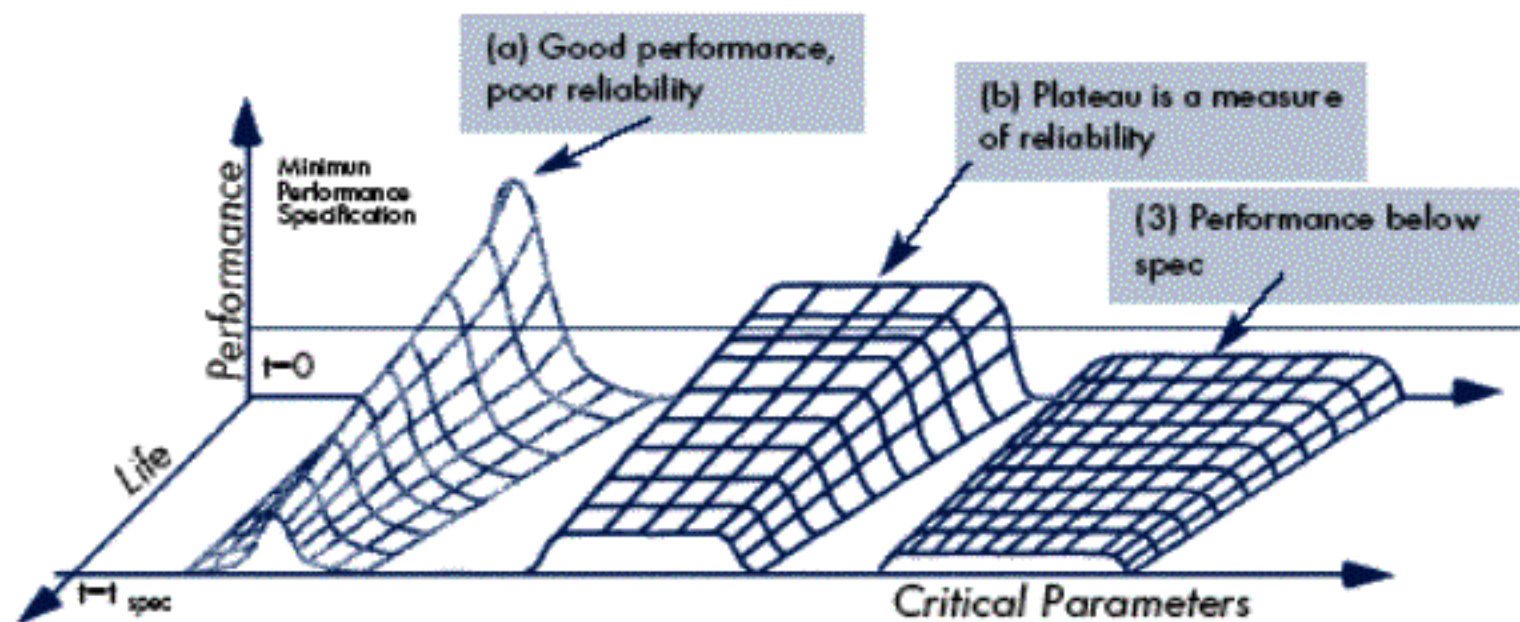 (a) Good performance,
poor reliability
(b) Plateau is a measure
of reliability
(3) Performance below
spec
Minimun
Performance
Specification
Performance
t=0
Life
t=t spec
Critical Parameters